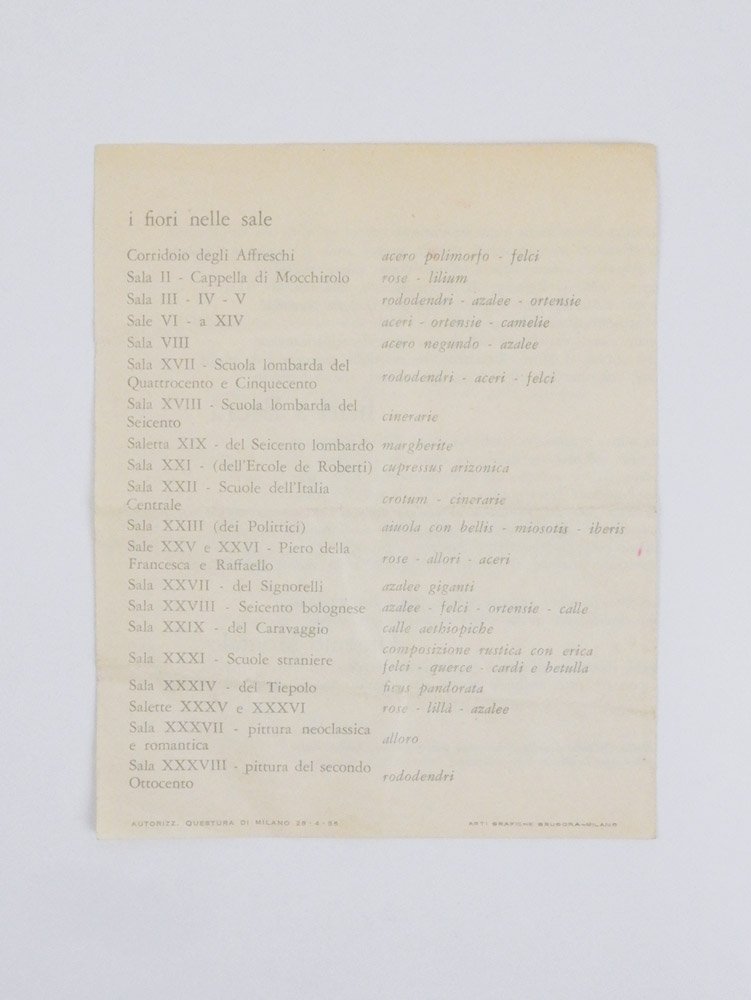 i fiori nelle sale
Corridoio degli Affreschi acero polimorfo - felci
Sala II - Cappella di Mocchirolo rose - lilium
Sala III - IV - V rododendri - azalee - ortensie
Sale VI - a XIV aceri - ortensie - camelie
Sala VIII acero negundo - azalee
Sala XVII - Scuola lombarda del
Quattrocento e Cinquecento rododendri - aceri - felci
Sala XVIII - Scuola lombarda del
Seicento cinerarie
Saletta XIX - del Seicento lombardo margherite
Sala XXI - (dell'Ercole de Roberti) cupressus arizonica
Sala XXII - Scuole dell'Italia
Centrale crotum - cinerarie
Sala XXIII (dei Polittici) aiuola con bellis - miosotis - iberis
Sale XXV e XXVI - Piero della
Francesca e Raffaello rose - allori - aceri
Sala XXVII - del Signorelli azalee giganti
Sala XXVIII - Seicento bolognese azalee - felci - ortensie - calle
Sala XXIX - del Caravaggio calle aethiopiche
Sala XXXI - Scuole straniere composizione rustica con erica
felci - querce - cardi e betulla
Sala XXXIV - del Tiepolo ficus pandorata
Salette XXXV e XXXVI rose - lillà - azalee
Sala XXXVII - pittura neoclassica
e romantica alloro
Sala XXXVIII - pittura del secondo
Ottocento rododendri
AUTORIZZ. QUESTURA DI MILANO 28-4-56 ARTI GRAFICHE BRUGORA-MILANO